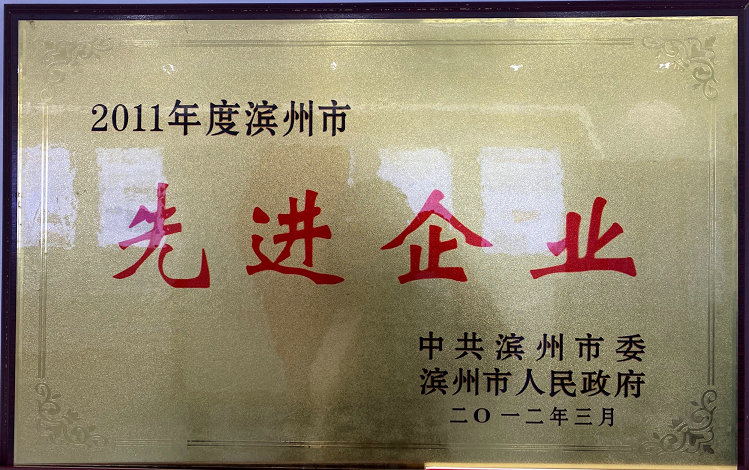 2011年度滨州市
先进企业
中共滨州市委
滨州市人民政府
二〇一二年三月